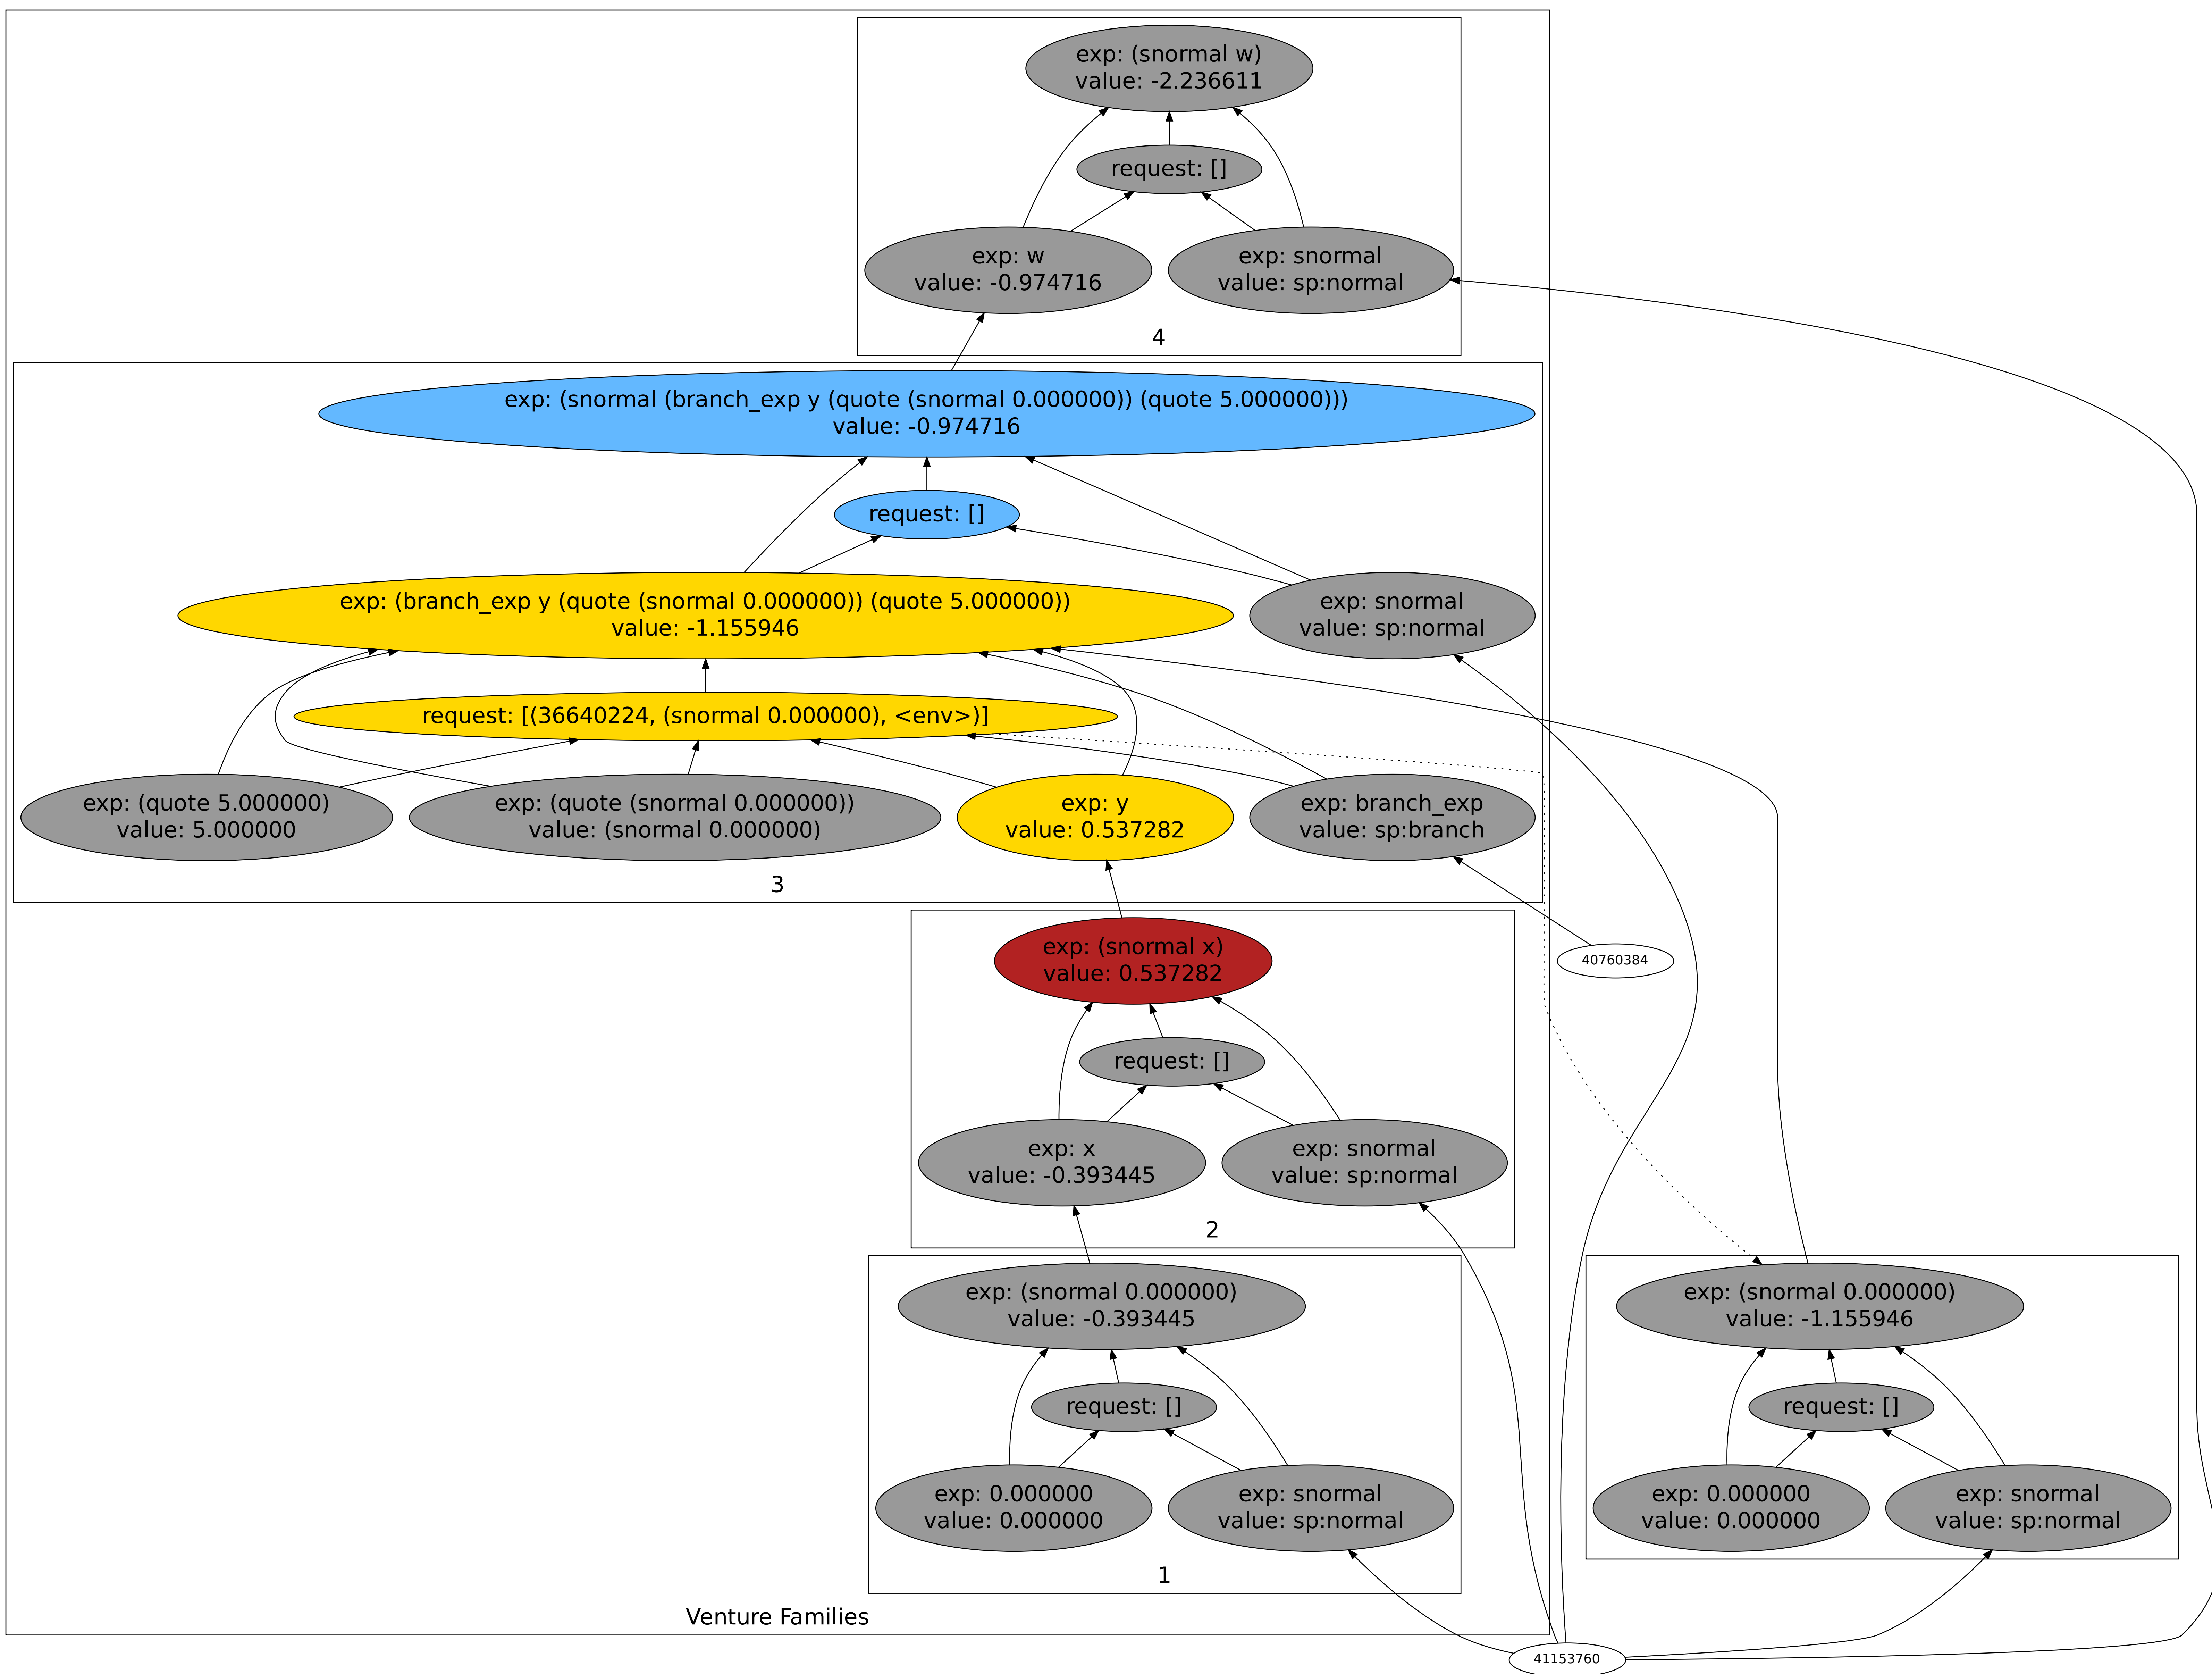 exp: (snormal w)
value: -2.236611
request: []
exp: w
value: -0.974716
exp: snormal
value: sp:normal
4
exp: (snormal (branch_exp y (quote (snormal 0.000000)) (quote 5.000000)))
value: -0.974716
request: []
exp: (branch_exp y (quote (snormal 0.000000)) (quote 5.000000))
value: -1.155946
exp: snormal
value: sp:normal
request: [(36640224, (snormal 0.000000), <env>)]
exp: (quote 5.000000)
value: 5.000000
exp: (quote (snormal 0.000000))
value: (snormal 0.000000)
exp: y
value: 0.537282
exp: branch_exp
value: sp:branch
3
exp: (snormal x)
value: 0.537282
40760384
request: []
exp: x
value: -0.393445
exp: snormal
value: sp:normal
2
exp: (snormal 0.000000)
value: -0.393445
request: []
exp: 0.000000
value: 0.000000
exp: snormal
value: sp:normal
1
exp: (snormal 0.000000)
value: -1.155946
request: []
exp: 0.000000
value: 0.000000
exp: snormal
value: sp:normal
Venture Families
41153760